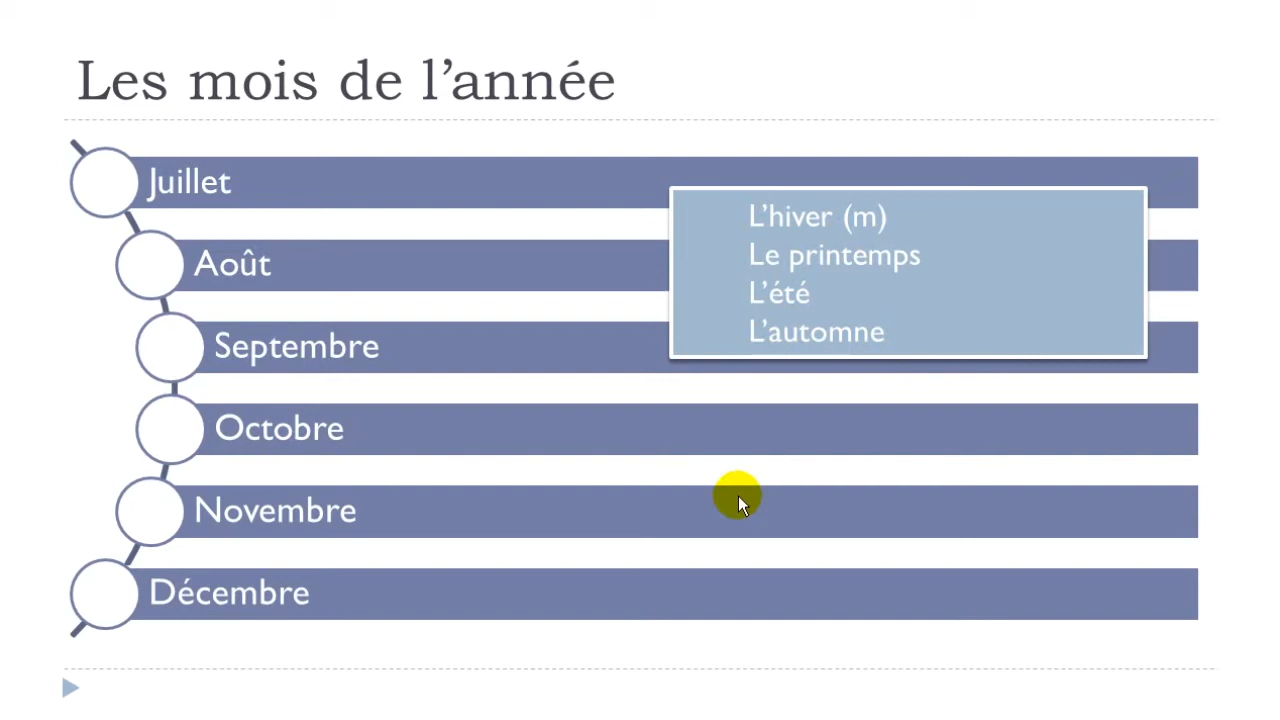 Les mois de l’année
Juillet
Août
Septembre
Octobre
Novembre
Décembre
L’hiver (m)
Le printemps
L’été
L’automne